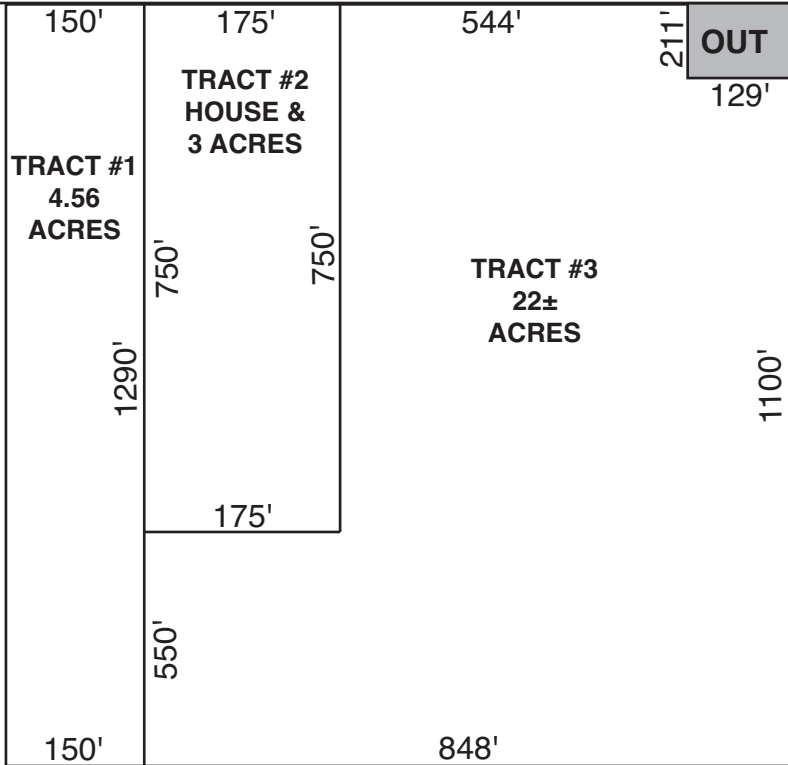 150'
175'
544'
211'
OUT
129'
TRACT #2
HOUSE &
3 ACRES
TRACT #1
4.56
ACRES
750'
750'
TRACT #3
22±
ACRES
1290'
1100'
175'
550'
150'
848'